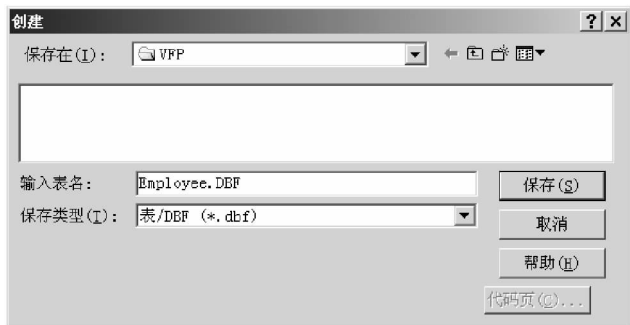 创建
保存在(I): VFP
输入表名: Employee.DBF
保存(S)
保存类型(T): 表/DBF (*.dbf)
取消
帮助(H)
代码页(C)...